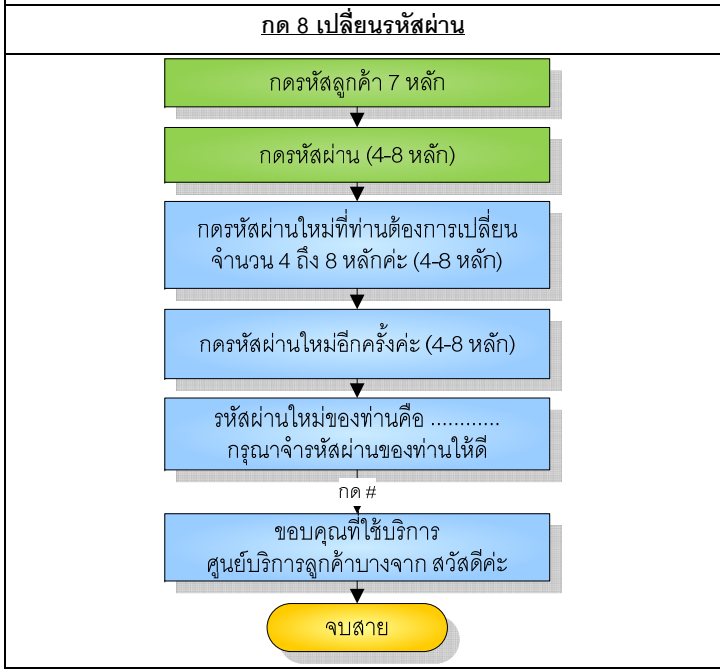 กด 8 เปลี่ยนรหัสผ่าน
กดรหัสลูกค้า 7 หลัก
กดรหัสผ่าน (4-8 หลัก)
กดรหัสผ่านใหม่ที่ท่านต้องการเปลี่ยน
จำนวน 4 ถึง 8 หลักค่ะ (4-8 หลัก)
กดรหัสผ่านใหม่อีกครั้งค่ะ (4-8 หลัก)
รหัสผ่านใหม่ของท่านคือ ............
กรุณาจำรหัสผ่านของท่านให้ดี
กด #
ขอบคุณที่ใช้บริการ
ศูนย์บริการลูกค้าบางจาก สวัสดีค่ะ
จบสาย